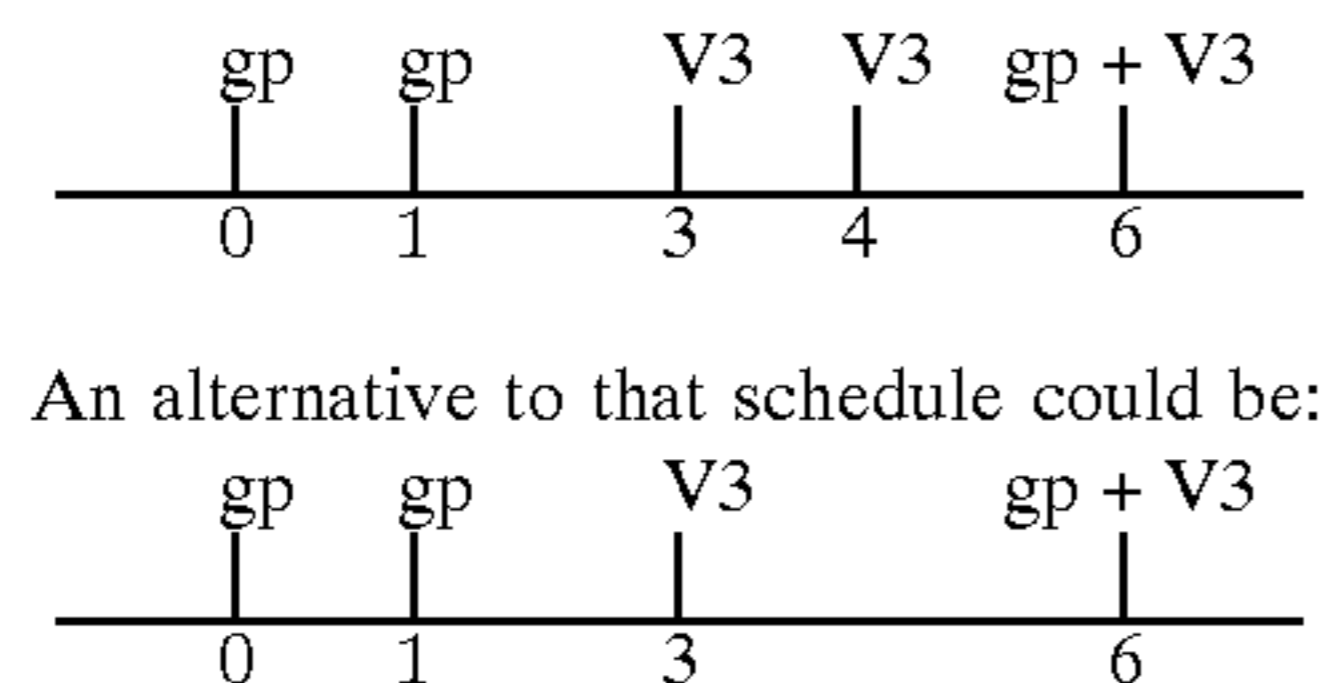 gp gp V3 V3 gp + V3
0 1 3 4 6
An alternative to that schedule could be:
gp gp V3 gp + V3
0 1 3 6